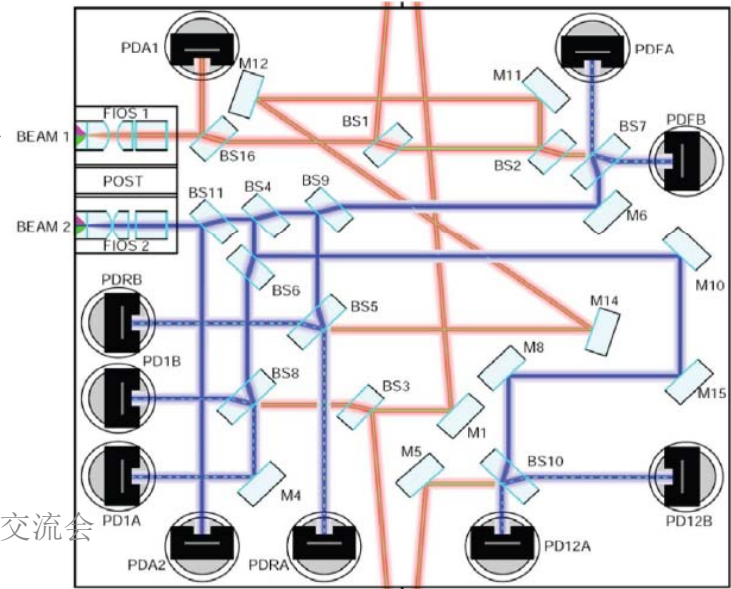 PDA1
M12
M11
PDFA
FIOS 1
BS1
BS7
PDFB
BEAM 1
BS16
BS2
POST
BS11
BS4
BS9
M6
BEAM 2
FIOS 2
M10
PDRB
BS6
BS5
M14
PD1B
BS8
BS3
M8
M15
M1
M5
BS10
M4
PD1A
交流会
PDA2
PDRA
PD12A
PD12B